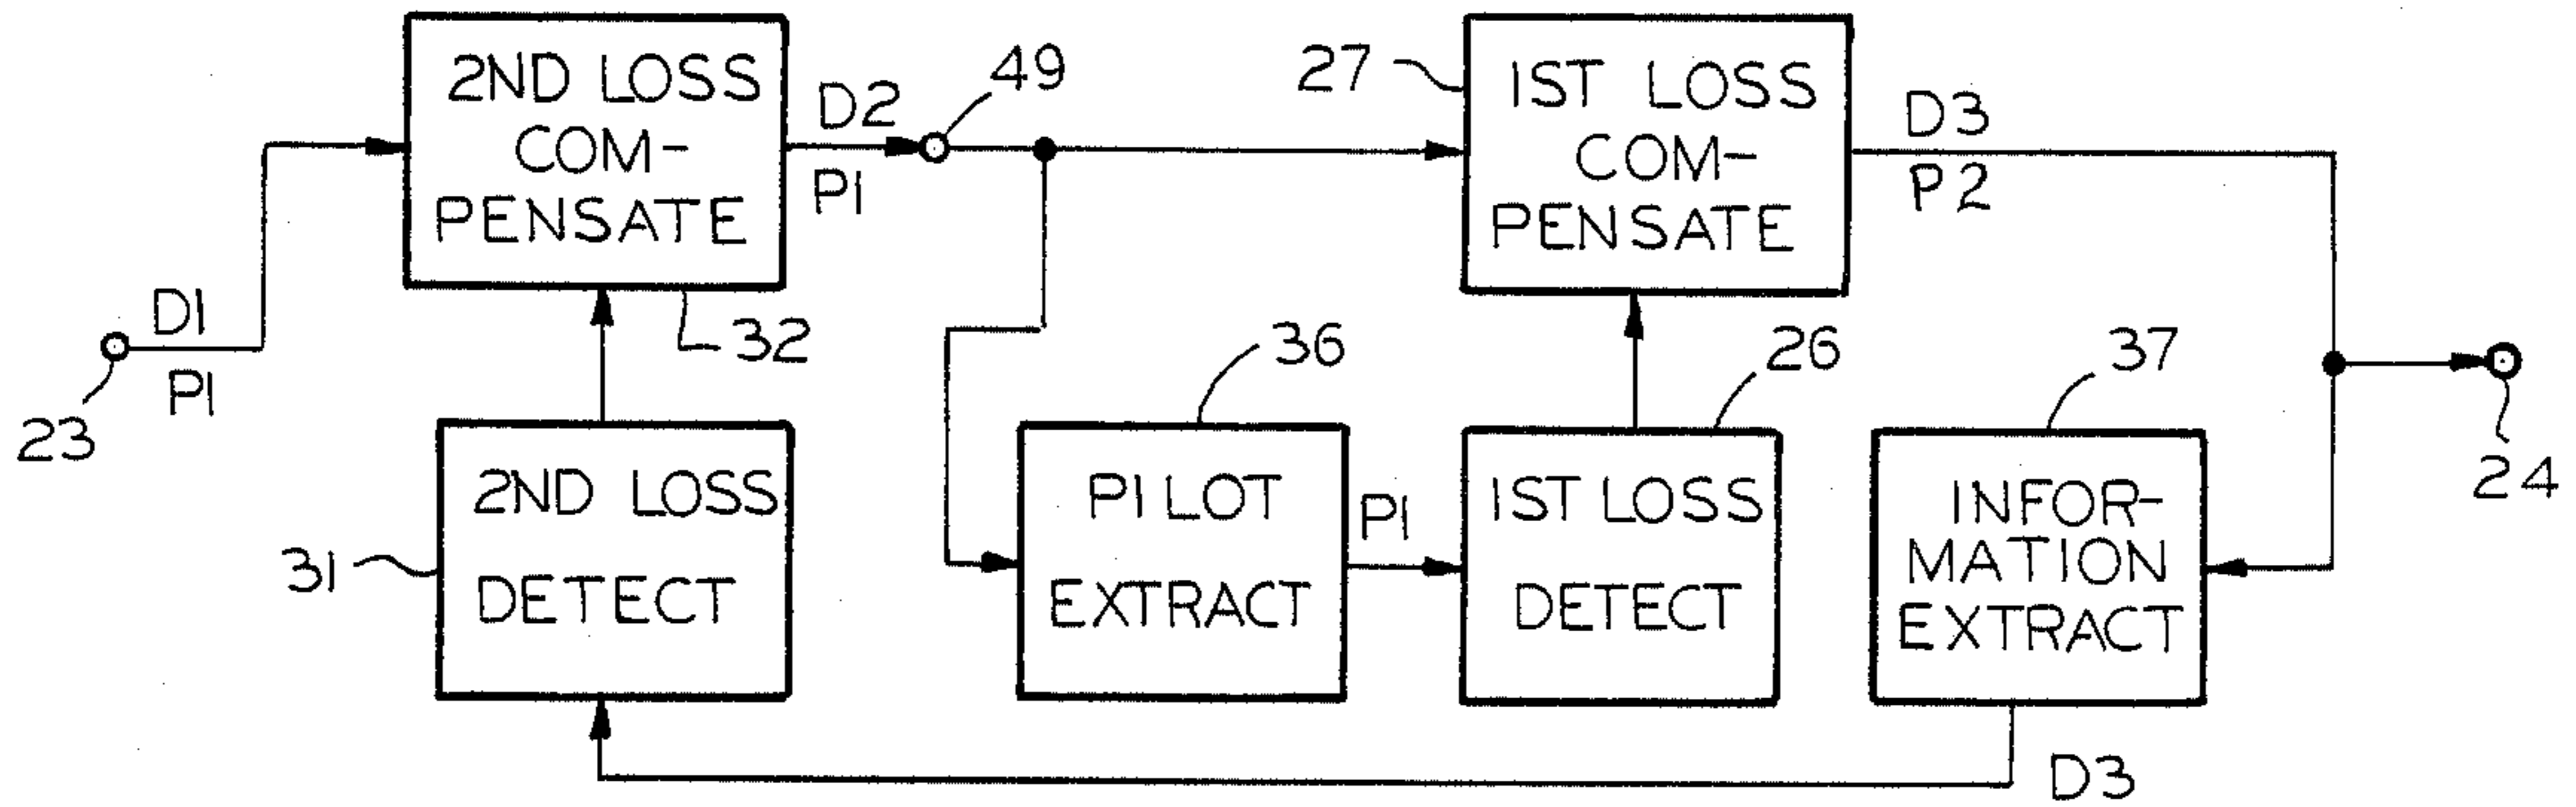 2ND LOSS
COM-
PENSATE
D2
P1
49
27
1ST LOSS
COM-
PENSATE
D3
P2
D1
P1
23
32
36
26
37
24
31
2ND LOSS
DETECT
PILOT
EXTRACT
P1
1ST LOSS
DETECT
INFOR-
MATION
EXTRACT
D3